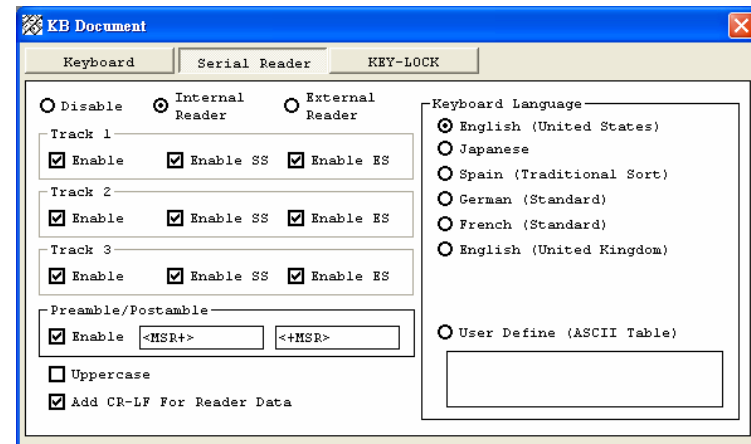 KB Document
Keyboard Serial Reader KEY-LOCK
Disable Internal Reader External Reader
Track 1
Enable Enable SS Enable ES
Track 2
Enable Enable SS Enable ES
Track 3
Enable Enable SS Enable ES
Preamble/Postamble
Enable <MSR+> <+MSR>
Uppercase
Add CR-LF For Reader Data
Keyboard Language
English (United States)
Japanese
Spain (Traditional Sort)
German (Standard)
French (Standard)
English (United Kingdom)
User Define (ASCII Table)